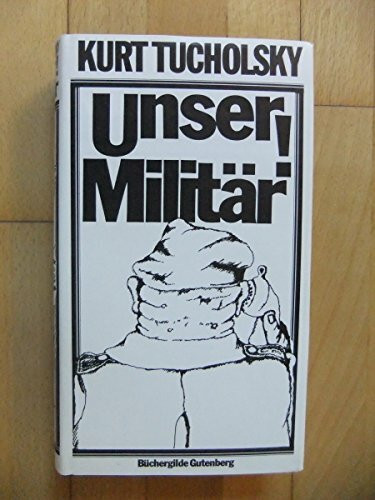 KURT TUCHOLSKY
Unser
Militär!
Büchergilde Gutenberg